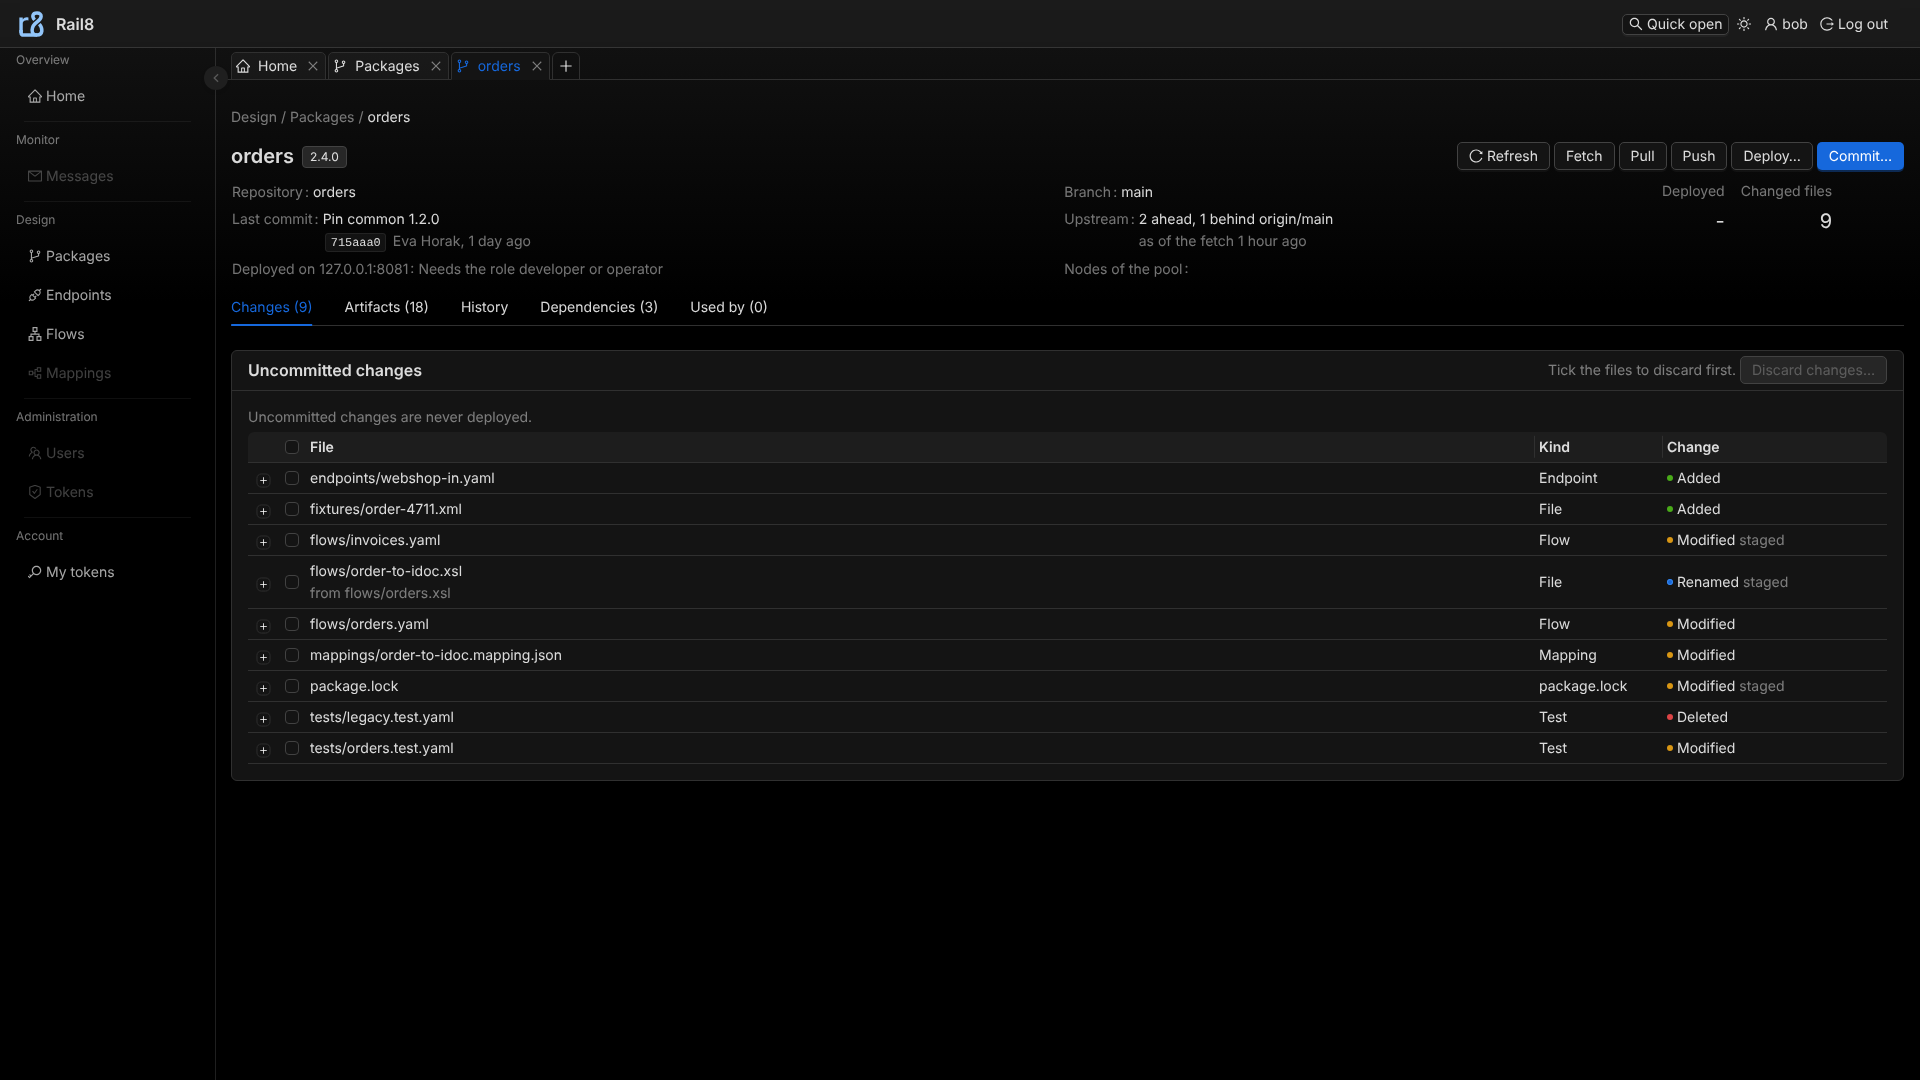 Rail8
Quick open
bob
Log out
Overview
Home
Monitor
Messages
Design
Packages
Endpoints
Flows
Mappings
Administration
Users
Tokens
Account
My tokens
Home
Packages
orders
Design / Packages / orders
orders 2.4.0
Refresh
Fetch
Pull
Push
Deploy...
Commit...
Repository: orders
Branch: main
Deployed
-
Changed files
9
Last commit: Pin common 1.2.0
715aaa0 Eva Horak, 1 day ago
Upstream: 2 ahead, 1 behind origin/main
as of the fetch 1 hour ago
Deployed on 127.0.0.1:8081: Needs the role developer or operator
Nodes of the pool:
Changes (9)
Artifacts (18)
History
Dependencies (3)
Used by (0)
Uncommitted changes
Tick the files to discard first.
Discard changes...
Uncommitted changes are never deployed.
File Kind Change
endpoints/webshop-in.yaml Endpoint Added
fixtures/order-4711.xml File Added
flows/invoices.yaml Flow Modified staged
flows/order-to-idoc.xsl
from flows/orders.xsl File Renamed staged
flows/orders.yaml Flow Modified
mappings/order-to-idoc.mapping.json Mapping Modified
package.lock package.lock Modified staged
tests/legacy.test.yaml Test Deleted
tests/orders.test.yaml Test Modified